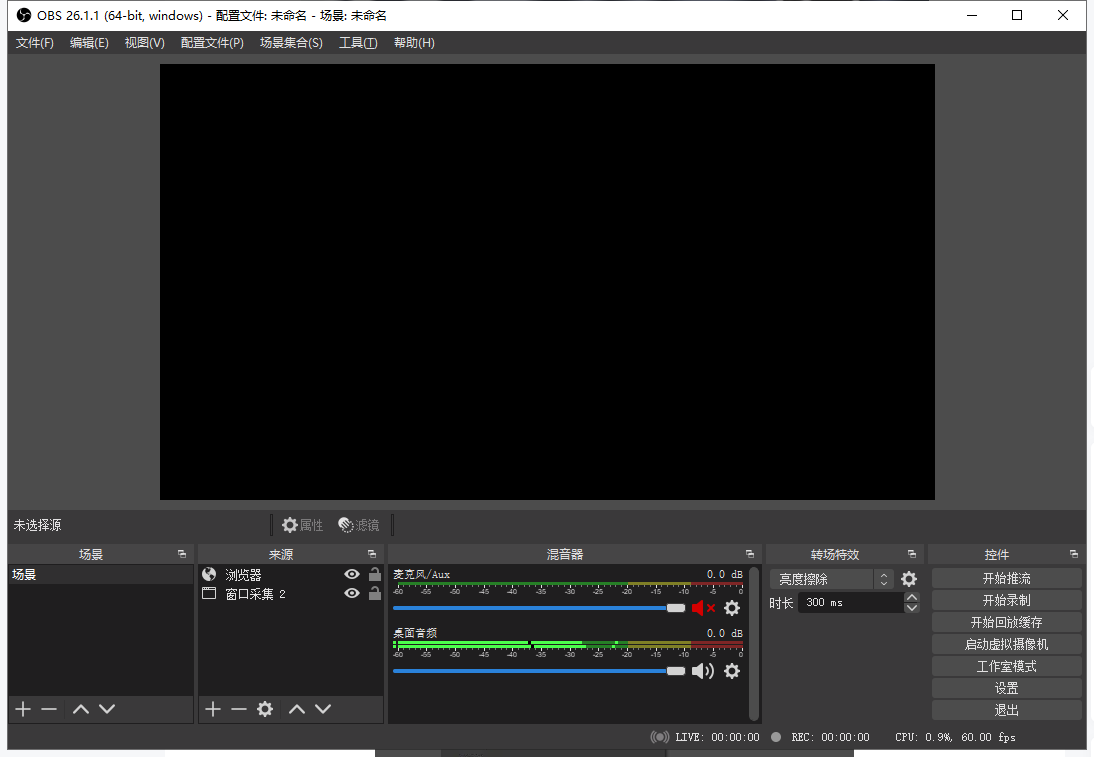 OBS 26.1.1 (64-bit, windows) - 配置文件: 未命名 - 场景: 未命名
文件(F) 编辑(E) 视图(V) 配置文件(P) 场景集合(S) 工具(T) 帮助(H)
未选择源 属性 滤镜
场景 来源 混音器 转场特效 控件
场景
浏览器
窗口采集 2
麦克风/Aux 0.0 dB
-60 -55 -50 -45 -40 -35 -30 -25 -20 -15 -10 -5 0
桌面音频 0.0 dB
-60 -55 -50 -45 -40 -35 -30 -25 -20 -15 -10 -5 0
亮度擦除
时长 300 ms
开始推流
开始录制
开始回放缓存
启动虚拟摄像机
工作室模式
设置
退出
LIVE: 00:00:00 REC: 00:00:00 CPU: 0.9%, 60.00 fps